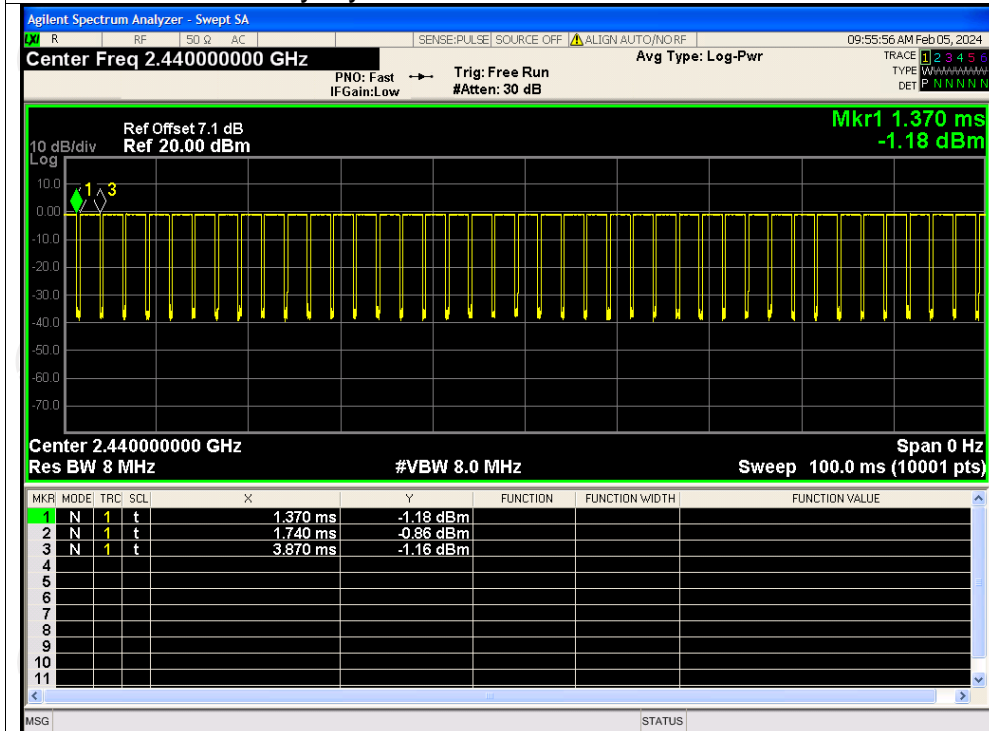 Agilent Spectrum Analyzer - Swept SA
LXI R RF 50 Ω AC SENSE:PULSE SOURCE OFF ALIGN AUTO/NO RF 09:55:56 AM Feb 05, 2024
Center Freq 2.440000000 GHz Avg Type: Log-Pwr TRACE 1 2 3 4 5 6
PNO: Fast Trig: Free Run TYPE WWWWWW
IFGain:Low #Atten: 30 dB DET P N N N N N
Mkr1 1.370 ms
Ref Offset 7.1 dB
10 dB/div Ref 20.00 dBm -1.18 dBm
Log
10.0
1 3
0.00
-10.0
-20.0
-30.0
-40.0
-50.0
-60.0
-70.0
Center 2.440000000 GHz Span 0 Hz
Res BW 8 MHz #VBW 8.0 MHz Sweep 100.0 ms (10001 pts)
MKR MODE TRC SCL X Y FUNCTION FUNCTION WIDTH FUNCTION VALUE
1 N 1 t 1.370 ms -1.18 dBm
2 N 1 t 1.740 ms -0.86 dBm
3 N 1 t 3.870 ms -1.16 dBm
4
5
6
7
8
9
10
11
MSG STATUS